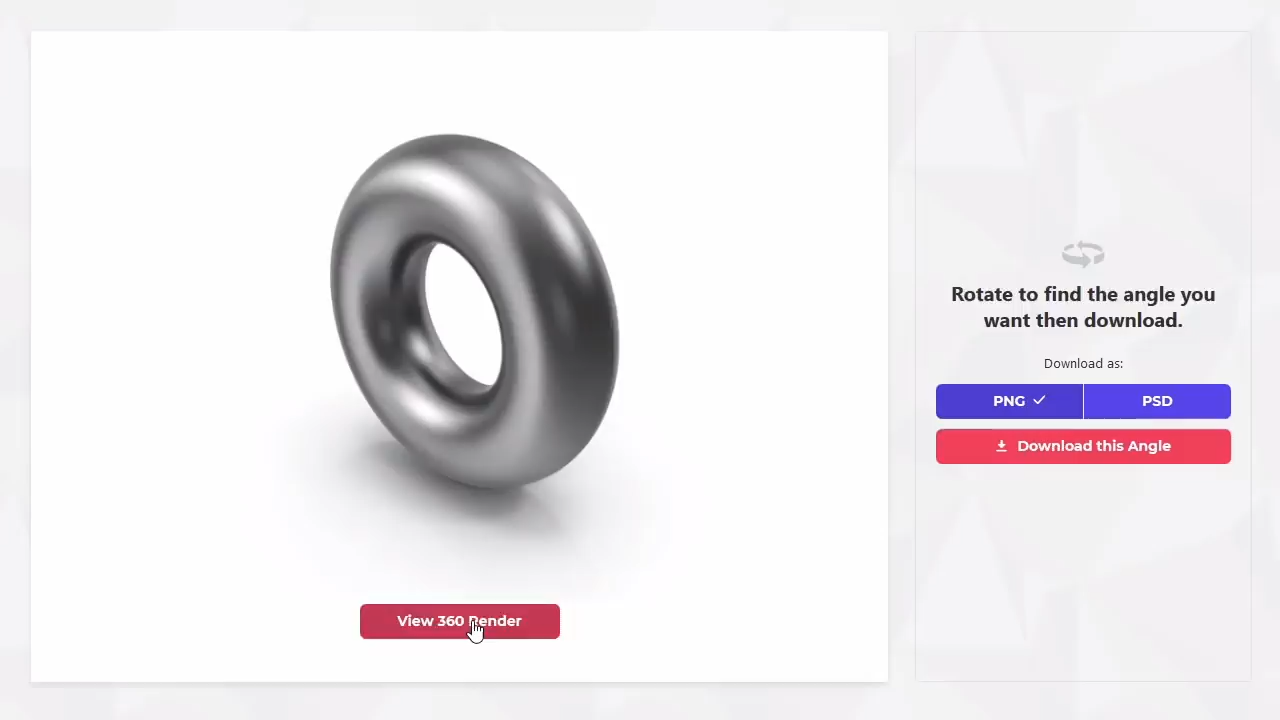 Rotate to find the angle you
want then download.
Download as:
PNG
PSD
Download this Angle
View 360 Render